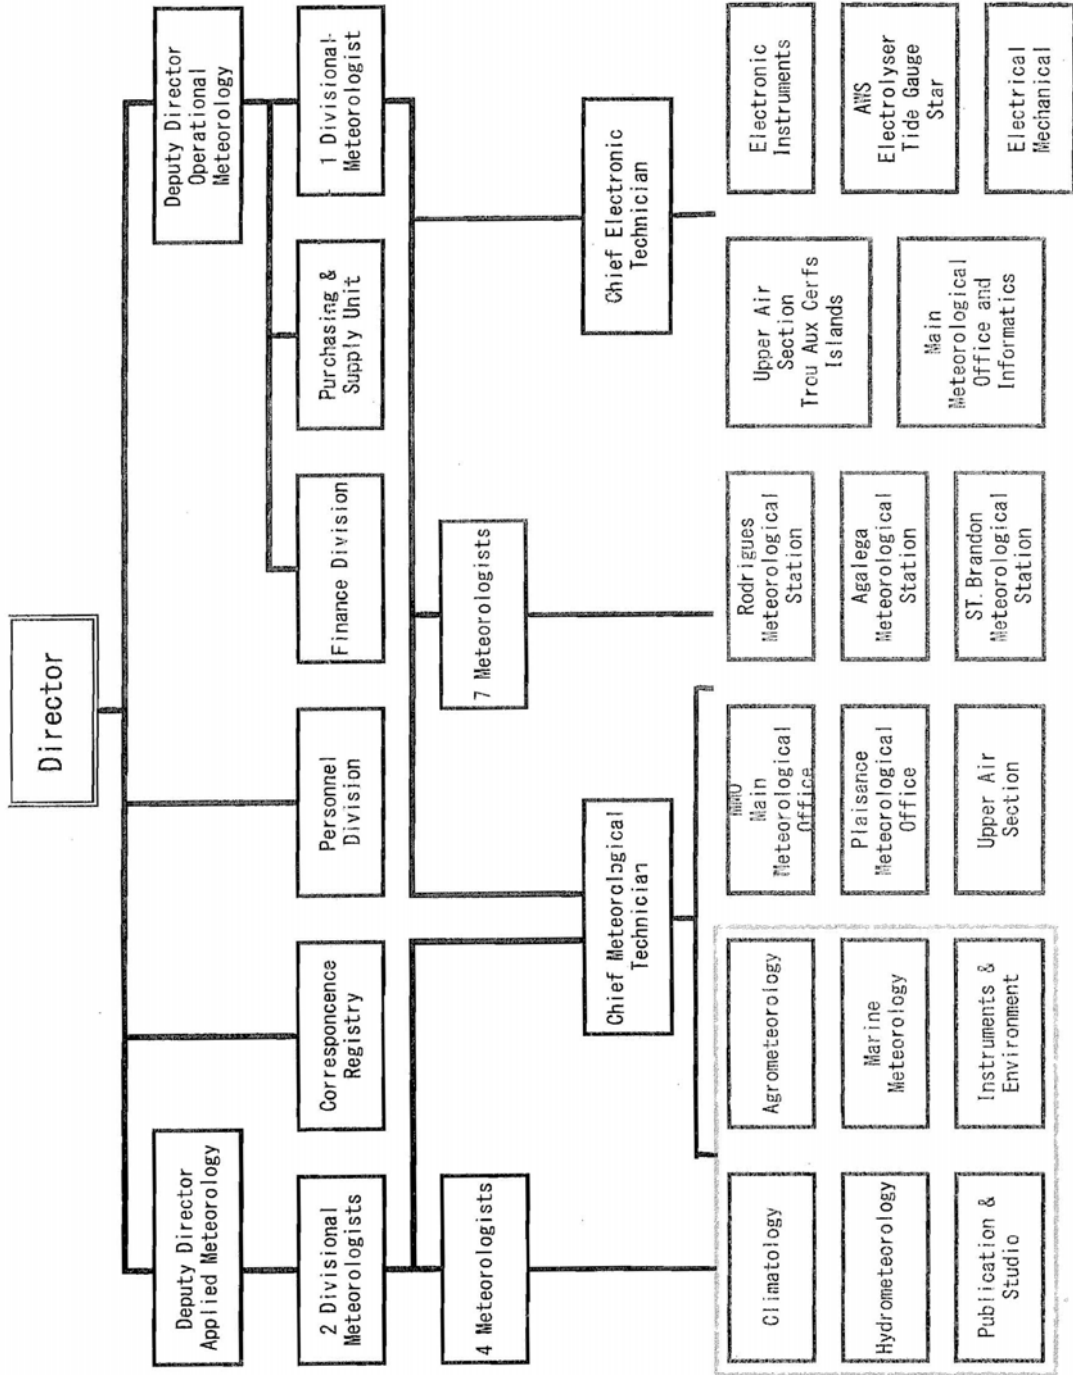 Director
Deputy Director
Applied Meteorology
Deputy Director
Operational
Meteorology
2 Divisional
Meteorologists
Corresponcence
Registry
Personnel
Division
Finance Division
Purchasing &
Supply Unit
1 Divisional-
Meteorologist
4 Meteorologists
7 Meteorologists
Chief Meteorological
Technician
Chief Electronic
Technician
Climatology
Hydrometeorology
Publication &
Studio
Agrometeorology
Marine
Meteorology
Instruments &
Environment
MMO
Main
Meteorological
Office
Plaisance
Meteorological
Office
Upper Air
Section
Rodrigues
Meteorological
Station
Agalega
Meteorological
Station
ST. Brandon
Meteorological
Station
Upper Air
Section
Trou Aux Cerfs
Islands
Main
Meteorological
Office and
Informatics
Electronic
Instruments
AWS
Electrolyser
Tide Gauge
Star
Electrical
Mechanical